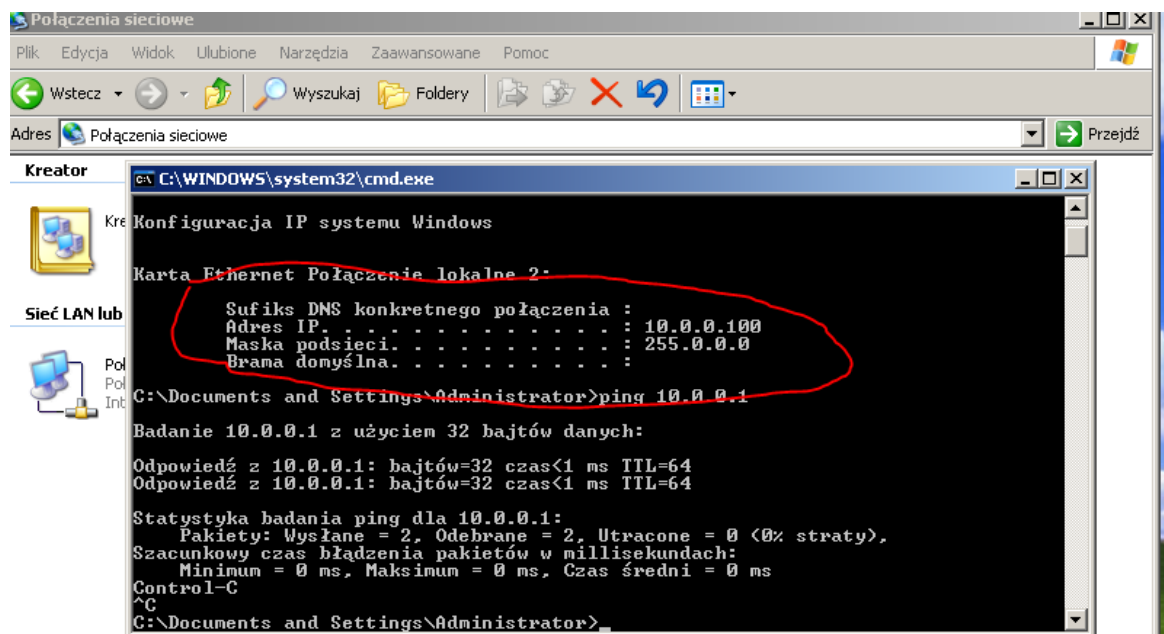 Połączenia sieciowe
Plik Edycja Widok Ulubione Narzędzia Zaawansowane Pomoc
Wstecz Wyszukaj Foldery
Adres Połączenia sieciowe Przejdź
Kreator
Kre
Sieć LAN lub
Poł
Poł
Int
C:\WINDOWS\system32\cmd.exe
Konfiguracja IP systemu Windows
Karta Ethernet Połączenie lokalne 2:
Sufiks DNS konkretnego połączenia :
Adres IP. . . . . . . . . . . . . : 10.0.0.100
Maska podsieci. . . . . . . . . . : 255.0.0.0
Brama domyślna. . . . . . . . . . :
C:\Documents and Settings\Administrator>ping 10.0.0.1
Badanie 10.0.0.1 z użyciem 32 bajtów danych:
Odpowiedź z 10.0.0.1: bajtów=32 czas<1 ms TTL=64
Odpowiedź z 10.0.0.1: bajtów=32 czas<1 ms TTL=64
Statystyka badania ping dla 10.0.0.1:
Pakiety: Wysłane = 2, Odebrane = 2, Utracone = 0 (0% straty),
Szacunkowy czas błądzenia pakietów w millisekundach:
Minimum = 0 ms, Maksimum = 0 ms, Czas średni = 0 ms
Control-C
^C
C:\Documents and Settings\Administrator>_